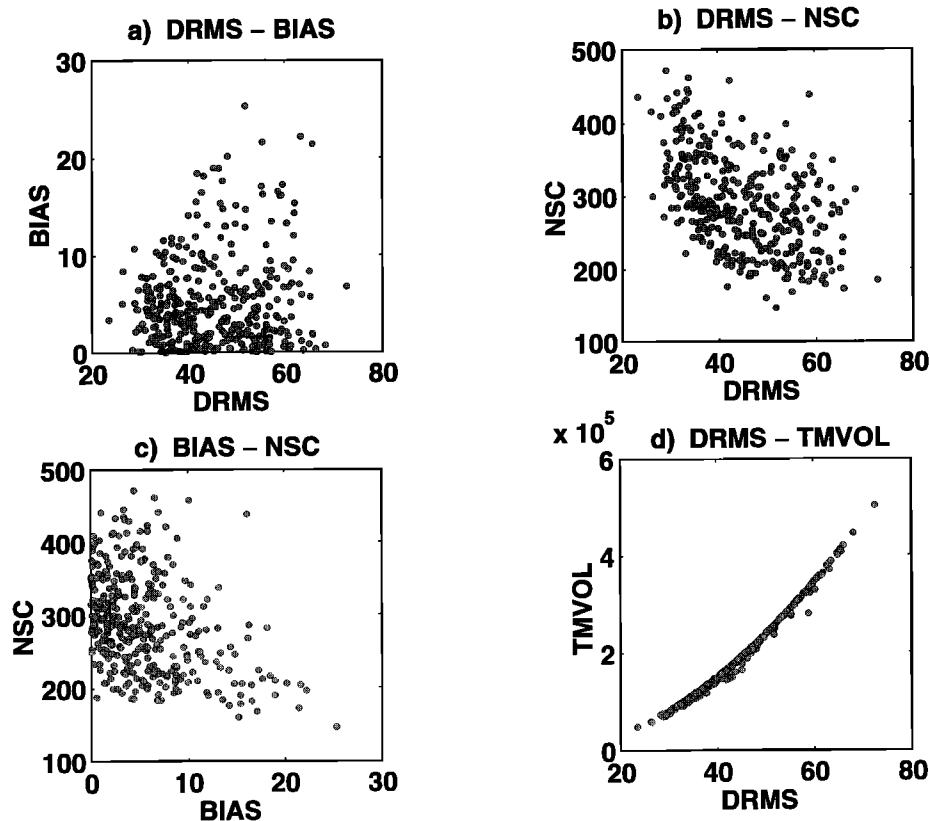 a) DRMS – BIAS
30
20
10
0
BIAS
20 40 60 80
DRMS
b) DRMS – NSC
500
400
300
200
100
NSC
20 40 60 80
DRMS
c) BIAS – NSC
500
400
300
200
100
NSC
0 10 20 30
BIAS
x 10^5
d) DRMS – TMVOL
6
4
2
0
TMVOL
20 40 60 80
DRMS